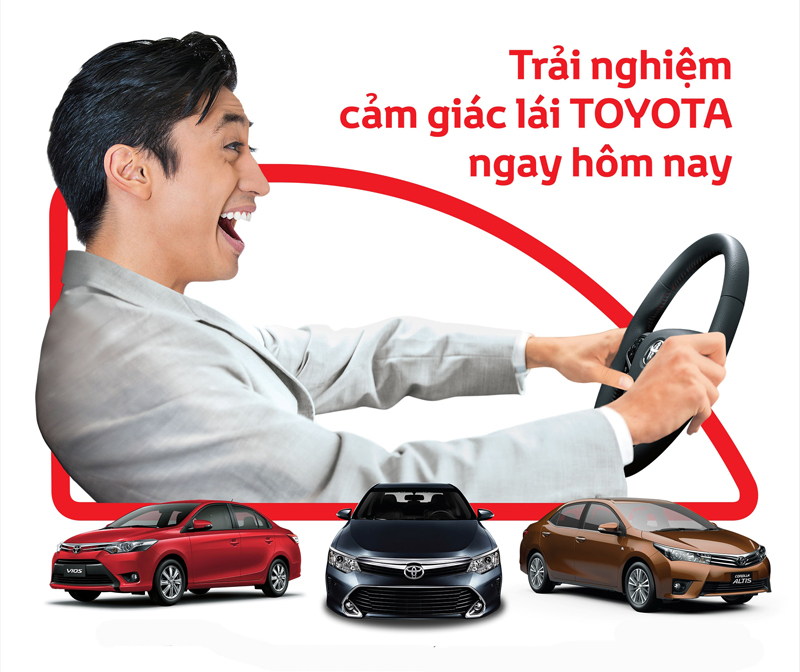 Trải nghiệm
cảm giác lái TOYOTA
ngay hôm nay
VIOS
COROLLA
ALTIS